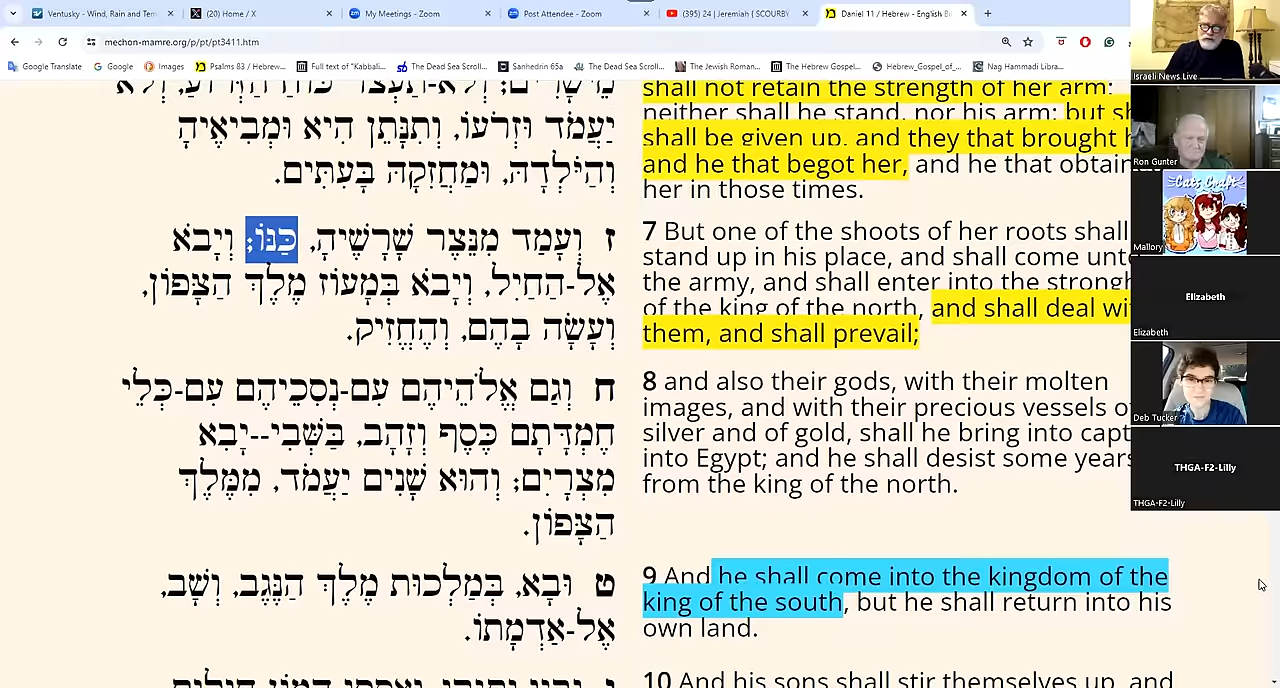 Ventusky - Wind, Rain and Tem
(20) Home / X
My Meetings - Zoom
Post Attendee - Zoom
(395) 24 | Jeremiah { SCOURBY
Daniel 11 / Hebrew - English B
mechon-mamre.org/p/pt/pt3411.htm
Google Translate
Google
Images
Psalms 83 / Hebrew...
Full text of "Kabbali...
The Dead Sea Scroll...
Sanhedrin 65a
The Dead Sea Scrol...
The Jewish Roman...
The Hebrew Gospel...
Hebrew_Gospel_of_...
Nag Hammadi Libra...
יַעֲמֹד וּזְרֹעוֹ, וְתִנָּתֵן הִיא וּמְבִיאֶיהָ
וְהַיֹּלְדָהּ, וּמַחֲזִקָהּ בָּעִתִּים.
ז וְעָמַד מִנֵּצֶר שָׁרָשֶׁיהָ, כַּנּוֹ; וְיָבֹא
אֶל-הַחַיִל, וְיָבֹא בְּמָעוֹז מֶלֶךְ הַצָּפוֹן,
וְעָשָׂה בָהֶם, וְהֶחֱזִיק.
ח וְגַם אֱלֹהֵיהֶם עִם-נְסִכֵיהֶם עִם-כְּלֵי
חֶמְדָּתָם כֶּסֶף וְזָהָב, בַּשְּׁבִי--יָבִא
מִצְרָיִם; וְהוּא שָׁנִים יַעֲמֹד, מִמֶּלֶךְ
הַצָּפוֹן.
ט וּבָא, בְּמַלְכוּת מֶלֶךְ הַנֶּגֶב, וְשָׁב,
אֶל-אַדְמָתוֹ.
shall not retain the strength of her arm;
neither shall he stand, nor his arm; but sh
shall be given up, and they that brought h
and he that begot her, and he that obtain
her in those times.
7 But one of the shoots of her roots shall
stand up in his place, and shall come unto
the army, and shall enter into the strongh
of the king of the north, and shall deal wi
them, and shall prevail;
8 and also their gods, with their molten
images, and with their precious vessels o
silver and of gold, shall he bring into capt
into Egypt; and he shall desist some years
from the king of the north.
9 And he shall come into the kingdom of the
king of the south, but he shall return into his
own land.
10 And his sons shall stir themselves up, and
Israeli News Live
Ron Gunter
Cats Craft
Mallory
Elizabeth
Elizabeth
Deb Tucker
THGA-F2-Lilly
THGA-F2-Lilly